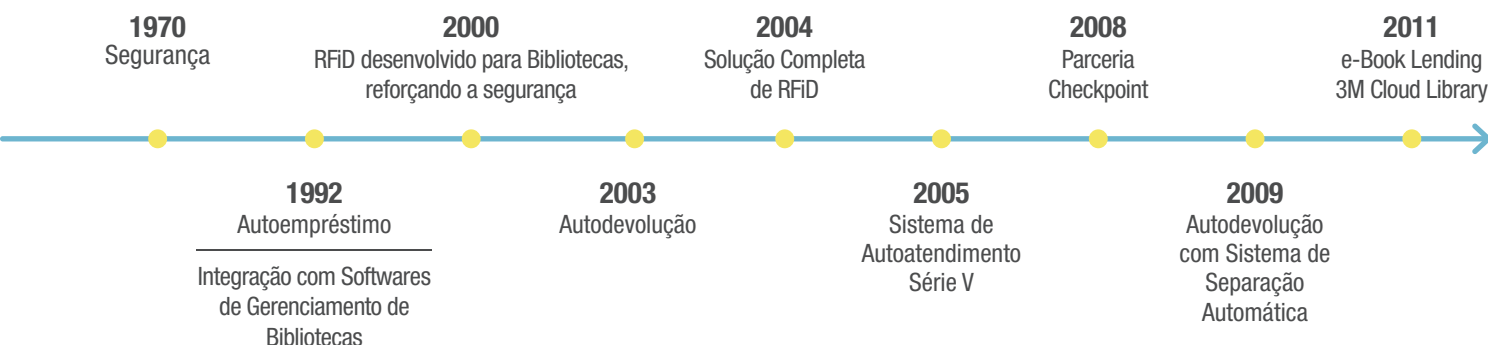 1970
Segurança
1992
Autoempréstimo
Integração com Softwares
de Gerenciamento de
Bibliotecas
2000
RFiD desenvolvido para Bibliotecas,
reforçando a segurança
2003
Autodevolução
2004
Solução Completa
de RFiD
2005
Sistema de
Autoatendimento
Série V
2008
Parceria
Checkpoint
2009
Autodevolução
com Sistema de
Separação
Automática
2011
e-Book Lending
3M Cloud Library